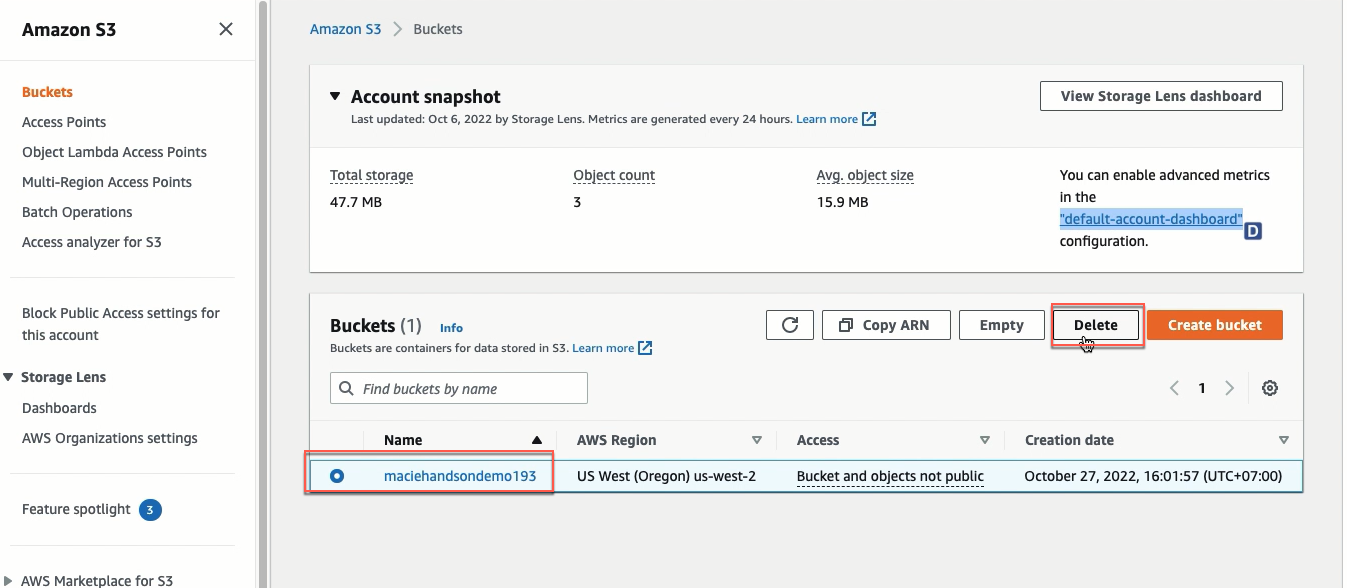 Amazon S3
Buckets
Access Points
Object Lambda Access Points
Multi-Region Access Points
Batch Operations
Access analyzer for S3
Block Public Access settings for
this account
Storage Lens
Dashboards
AWS Organizations settings
Feature spotlight 3
AWS Marketplace for S3
Amazon S3 > Buckets
Account snapshot
View Storage Lens dashboard
Last updated: Oct 6, 2022 by Storage Lens. Metrics are generated every 24 hours. Learn more
Total storage
47.7 MB
Object count
3
Avg. object size
15.9 MB
You can enable advanced metrics
in the
"default-account-dashboard"
D
configuration.
Buckets (1) Info
Buckets are containers for data stored in S3. Learn more
Copy ARN Empty Delete Create bucket
Find buckets by name
1
Name AWS Region Access Creation date
maciehandsondemo193 US West (Oregon) us-west-2 Bucket and objects not public October 27, 2022, 16:01:57 (UTC+07:00)